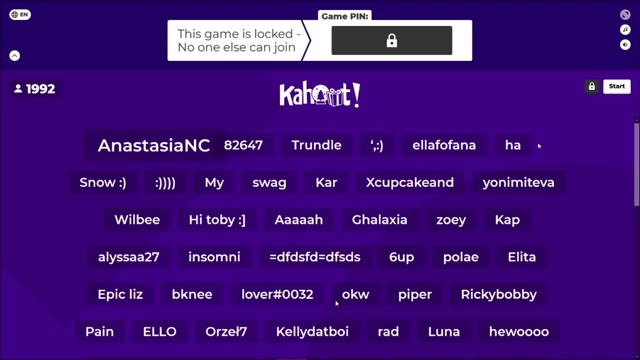 EN
Game PIN:
This game is locked -
No one else can join
1992
Kahoot!
Start
AnastasiaNC 82647 Trundle ‘,:) ellafofana ha
Snow :) :)))) My swag Kar Xcupcakeand yonimiteva
Wilbee Hi toby :] Aaaaah Ghalaxia zoey Kap
alyssaa27 insomni =dfdsfd=dfsds 6up polae Elita
Epic liz bknee lover#0032 okw piper Rickybobby
Pain ELLO Orzeł7 Kellydatboi rad Luna hewoooo